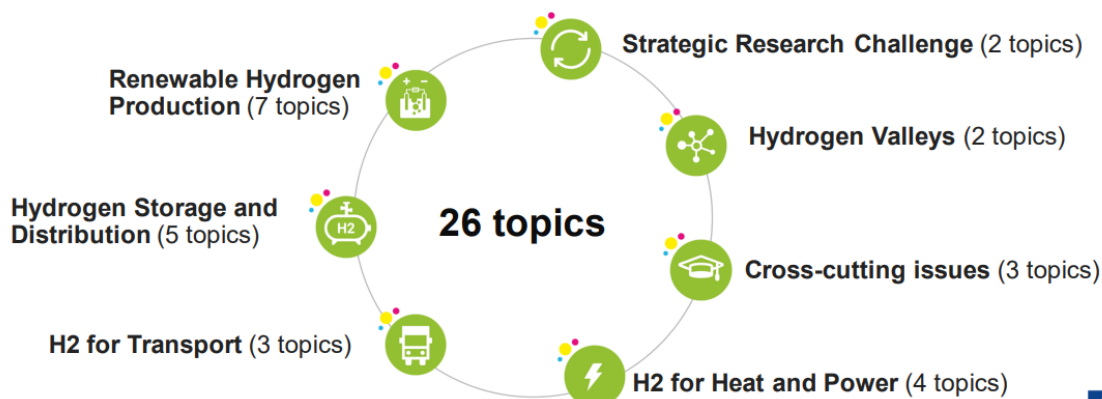 Strategic Research Challenge (2 topics)
Renewable Hydrogen
Production (7 topics)
+ −
Hydrogen Valleys (2 topics)
Hydrogen Storage and
Distribution (5 topics)
H2
26 topics
Cross-cutting issues (3 topics)
H2 for Transport (3 topics)
H2 for Heat and Power (4 topics)